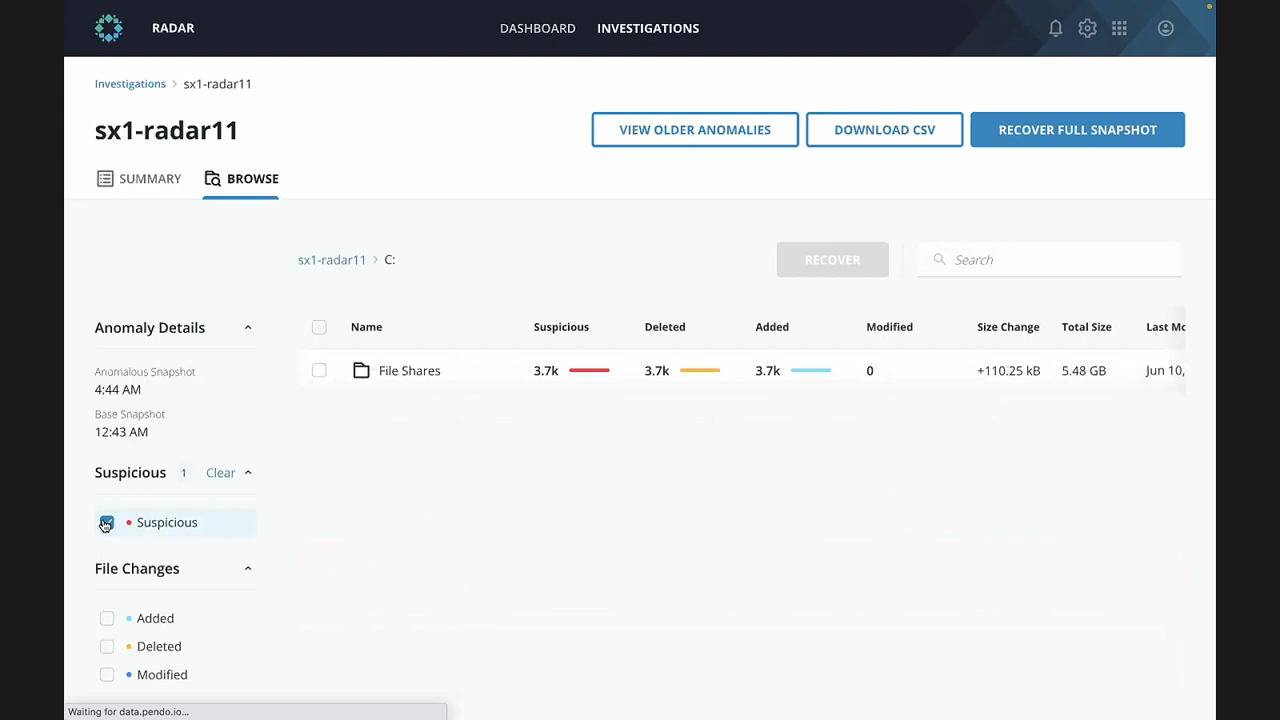 RADAR
DASHBOARD INVESTIGATIONS
Investigations > sx1-radar11
sx1-radar11
VIEW OLDER ANOMALIES
DOWNLOAD CSV
RECOVER FULL SNAPSHOT
SUMMARY BROWSE
sx1-radar11 > C:
RECOVER
Search
Anomaly Details
Anomalous Snapshot
4:44 AM
Base Snapshot
12:43 AM
Suspicious 1 Clear
Suspicious
File Changes
Added
Deleted
Modified
Name Suspicious Deleted Added Modified Size Change Total Size Last Mo
File Shares 3.7k 3.7k 3.7k 0 +110.25 kB 5.48 GB Jun 10,
Waiting for data.pendo.io...